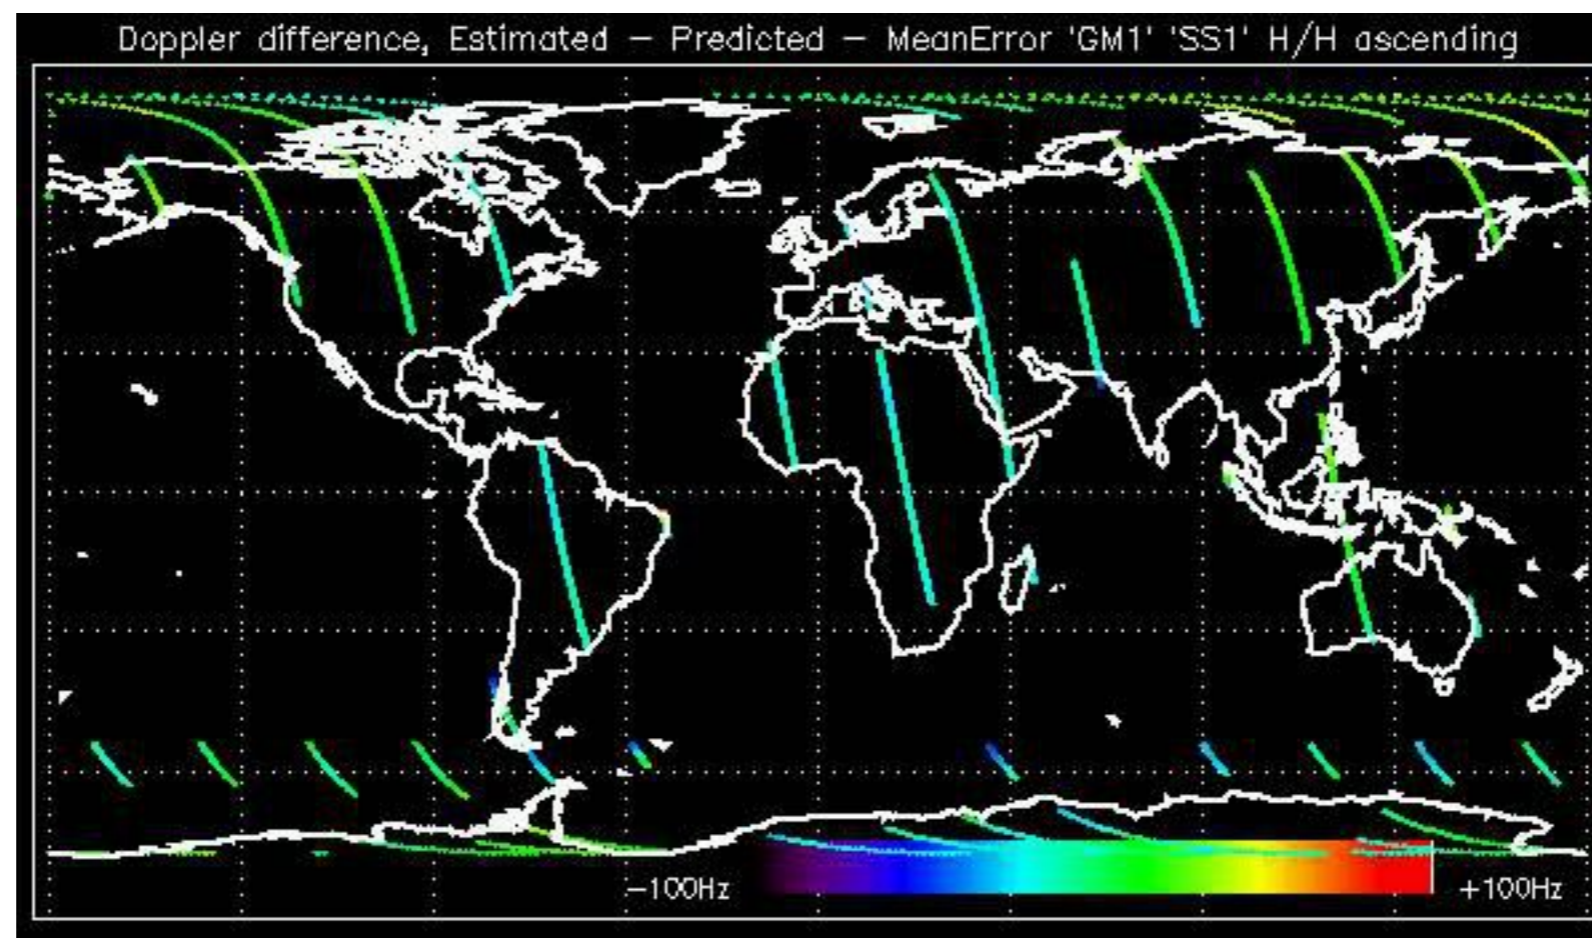 Doppler difference, Estimated — Predicted — MeanError 'GM1' 'SS1' H/H ascending
−100Hz
+100Hz